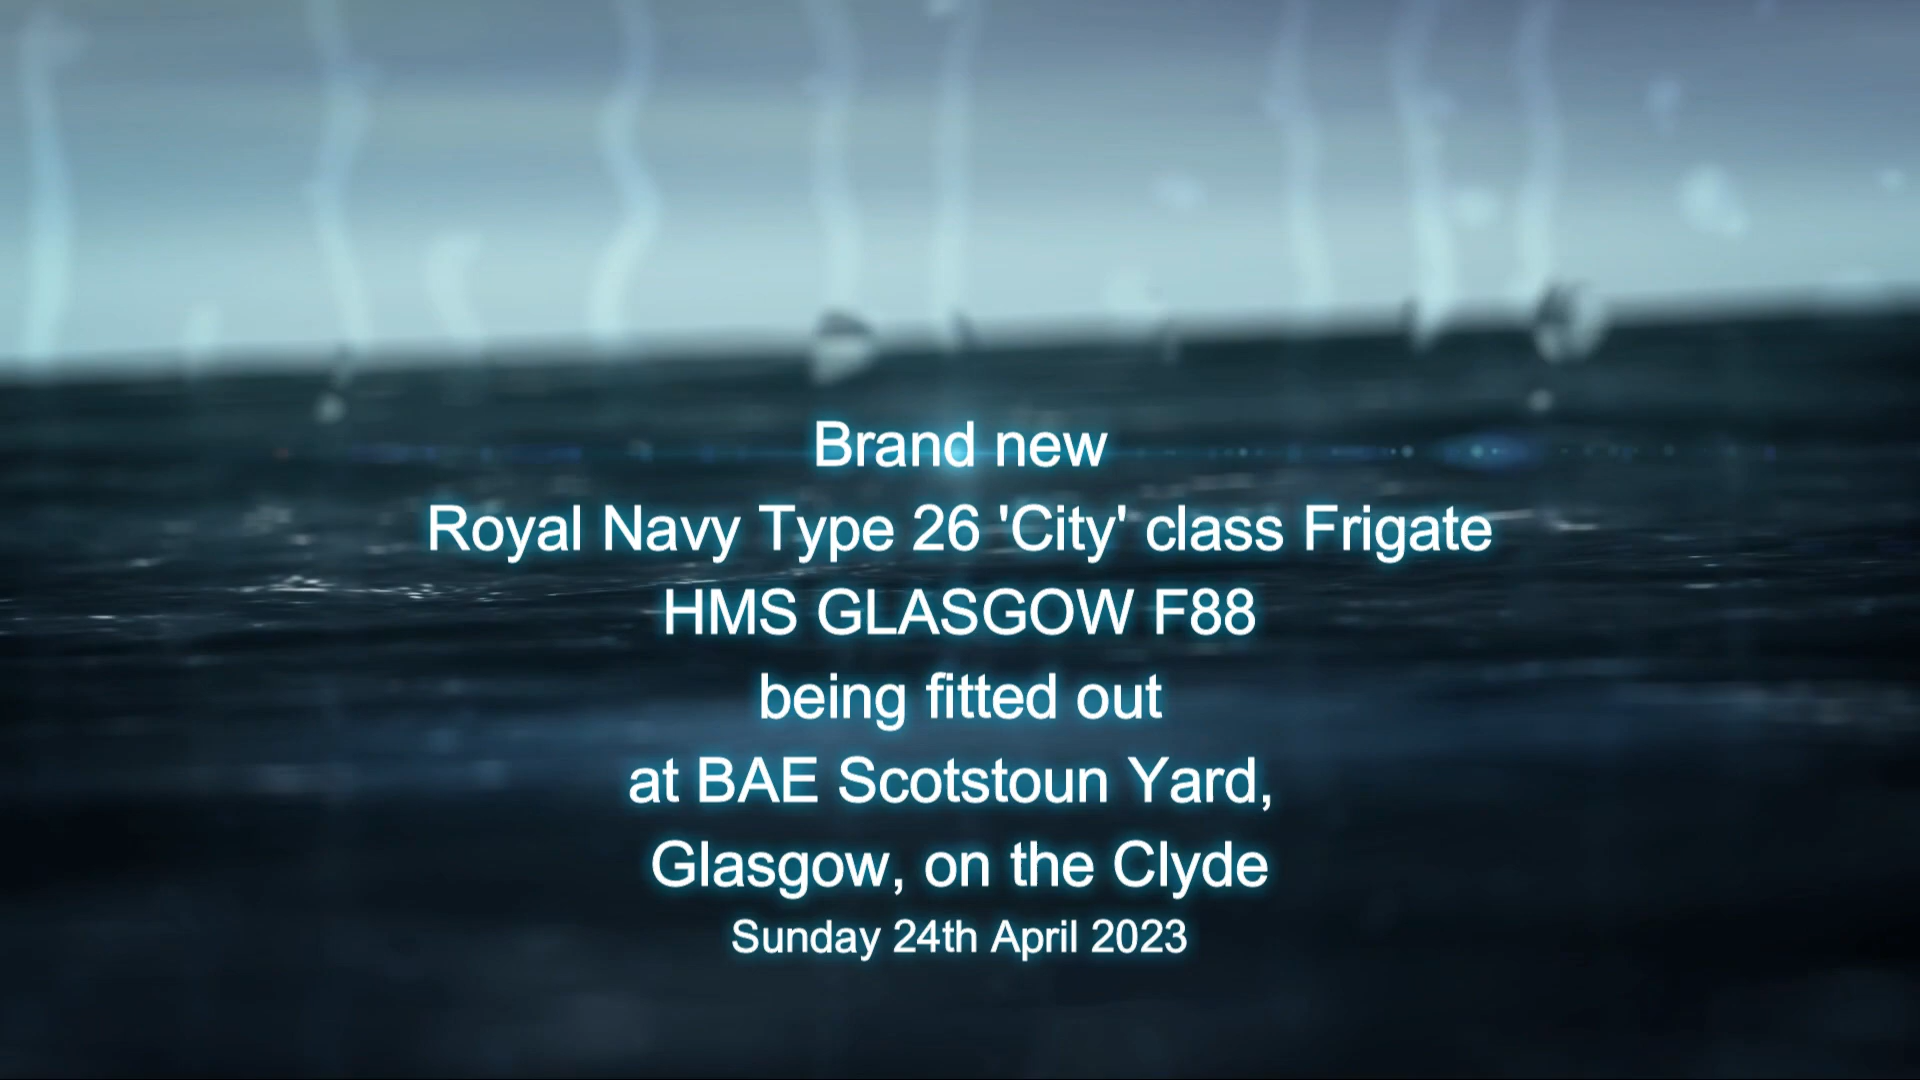 Brand new
Royal Navy Type 26 'City' class Frigate
HMS GLASGOW F88
being fitted out
at BAE Scotstoun Yard,
Glasgow, on the Clyde
Sunday 24th April 2023